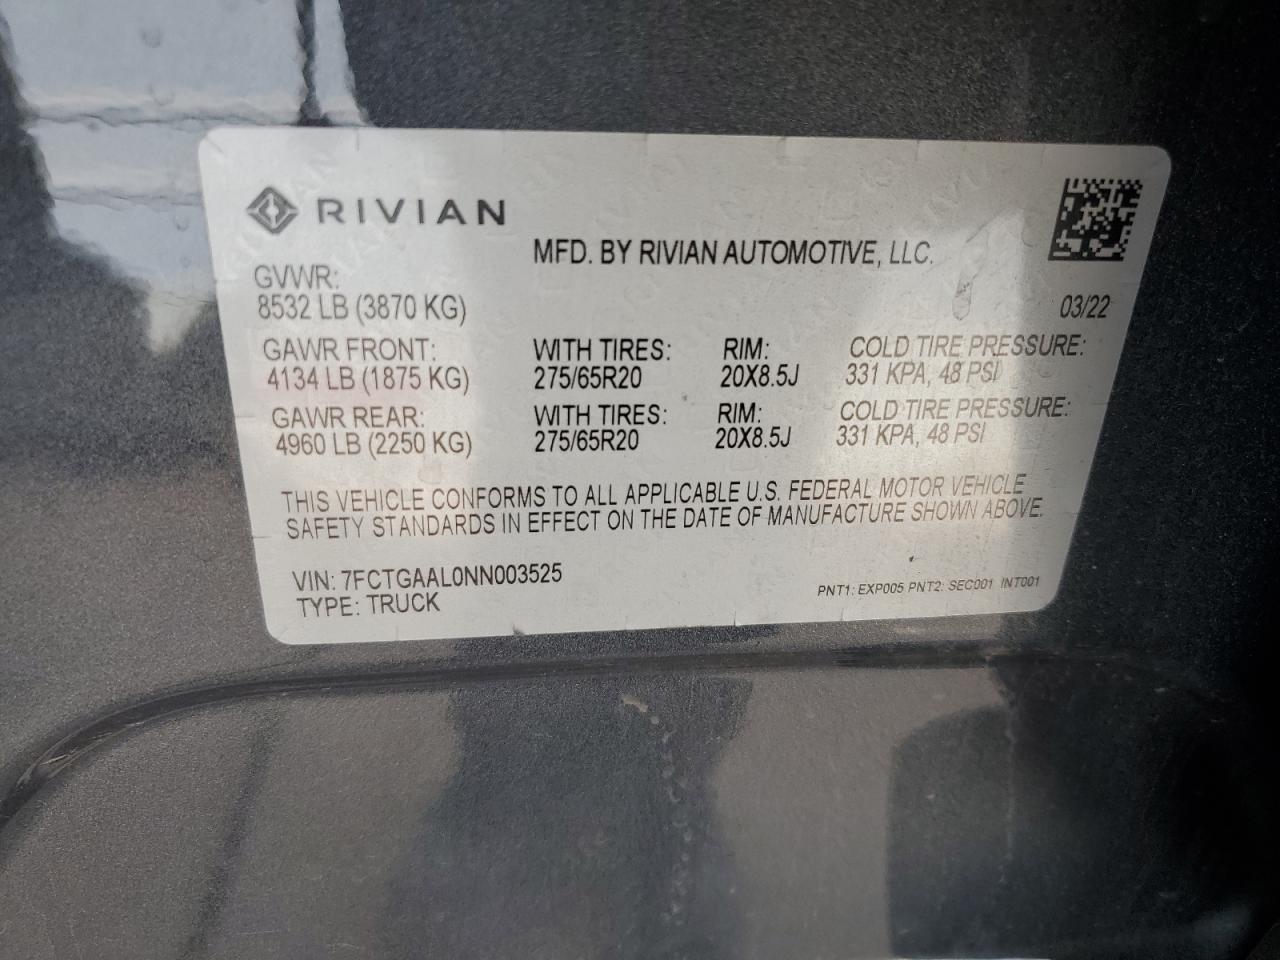 RIVIAN
MFD. BY RIVIAN AUTOMOTIVE, LLC.
GVWR:
8532 LB (3870 KG)
03/22
GAWR FRONT: WITH TIRES: RIM: COLD TIRE PRESSURE:
4134 LB (1875 KG) 275/65R20 20X8.5J 331 KPA, 48 PSI
GAWR REAR: WITH TIRES: RIM: COLD TIRE PRESSURE:
4960 LB (2250 KG) 275/65R20 20X8.5J 331 KPA, 48 PSI
THIS VEHICLE CONFORMS TO ALL APPLICABLE U.S. FEDERAL MOTOR VEHICLE
SAFETY STANDARDS IN EFFECT ON THE DATE OF MANUFACTURE SHOWN ABOVE.
VIN: 7FCTGAAL0NN003525
TYPE: TRUCK
PNT1: EXP005 PNT2: SEC001 INT001